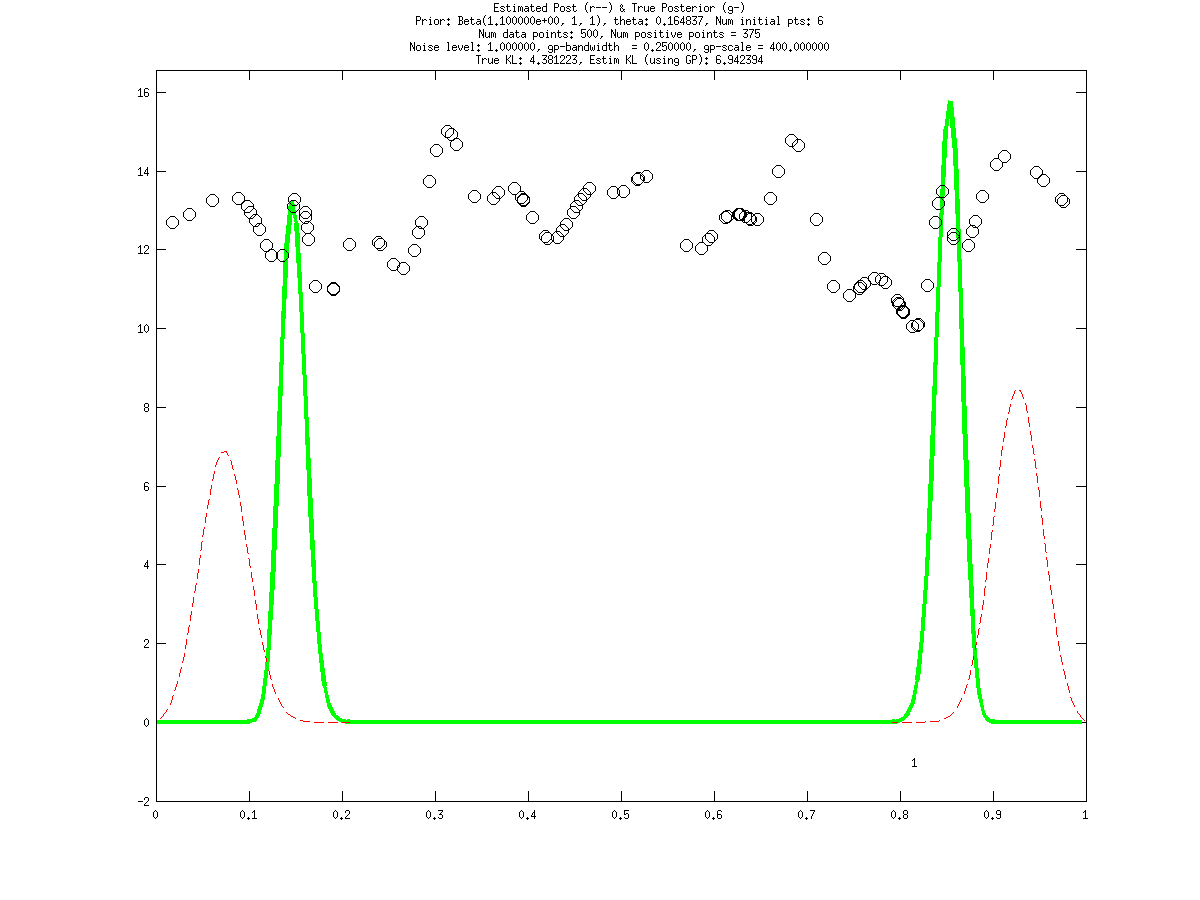 Estimated Post (r--) & True Posterior (g-)
Prior: Beta(1.100000e+00, 1, 1), theta: 0.164837, Num initial pts: 6
Num data points: 500, Num positive points = 375
Noise level: 1.000000, gp-bandwidth  = 0.250000, gp-scale = 400.000000
True KL: 4.381223, Estim KL (using GP): 6.942394
16
14
12
10
8
6
4
2
0
1
-2
0 0.1 0.2 0.3 0.4 0.5 0.6 0.7 0.8 0.9 1